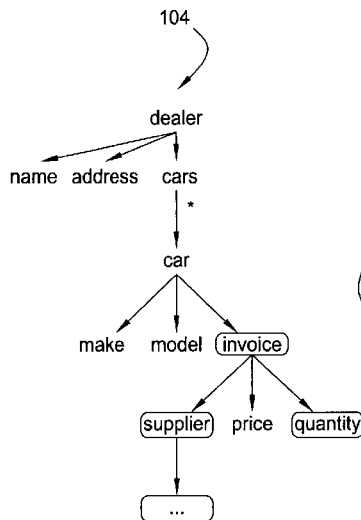 104
dealer
name address cars
*
car
make model invoice
supplier price quantity
...